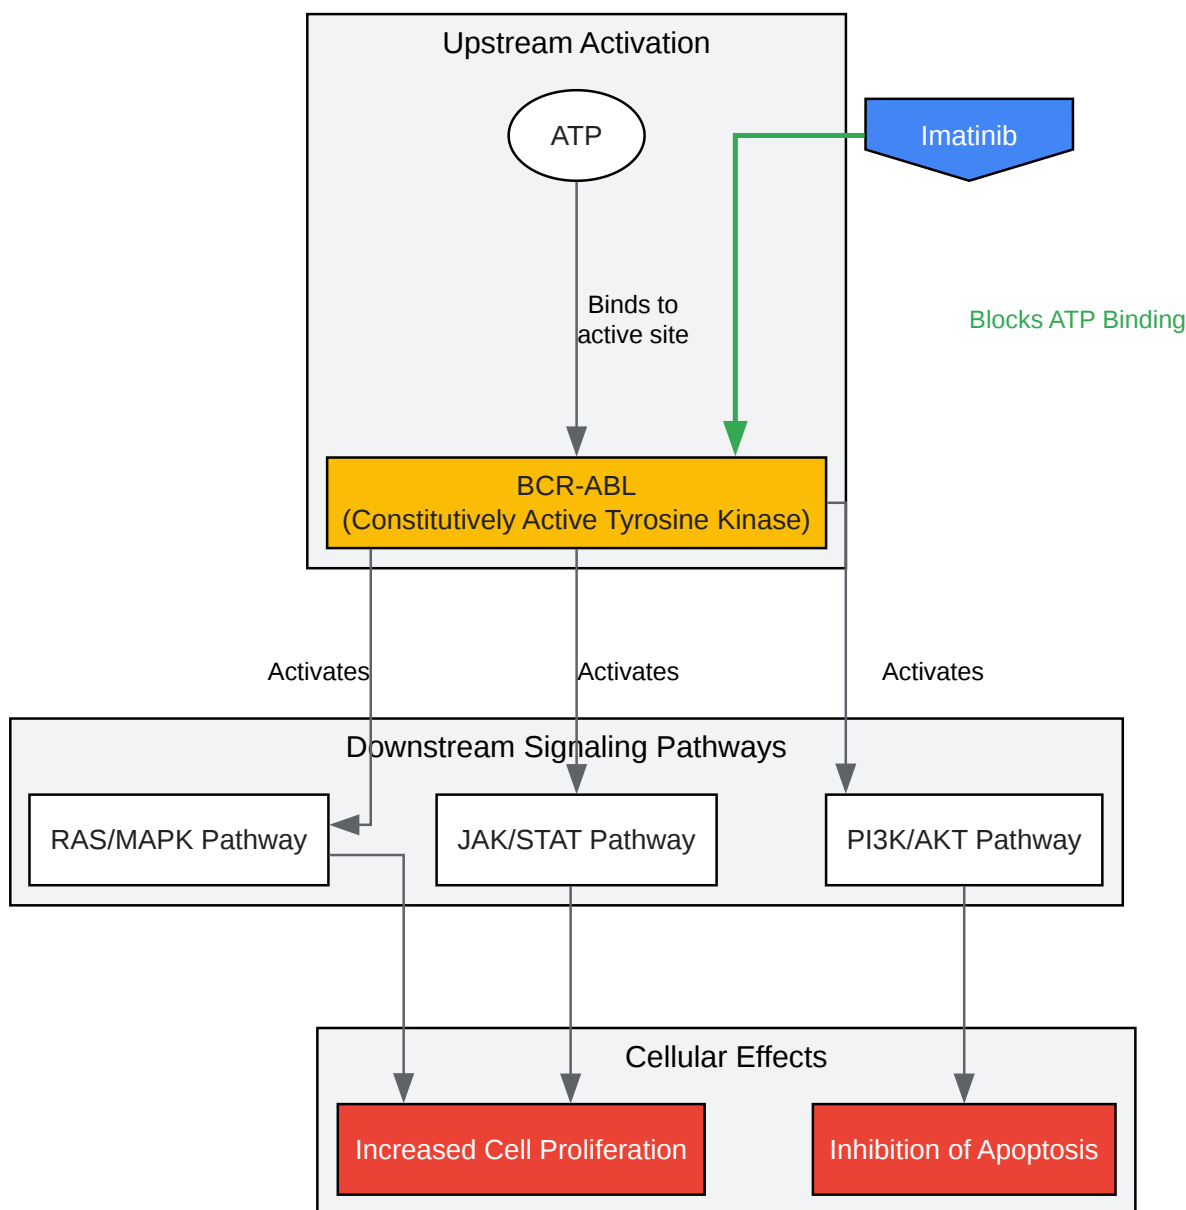 Upstream Activation
ATP
Imatinib
Binds to
active site
Blocks ATP Binding
BCR-ABL
(Constitutively Active Tyrosine Kinase)
Activates
Activates
Activates
Downstream Signaling Pathways
RAS/MAPK Pathway
JAK/STAT Pathway
PI3K/AKT Pathway
Cellular Effects
Increased Cell Proliferation
Inhibition of Apoptosis